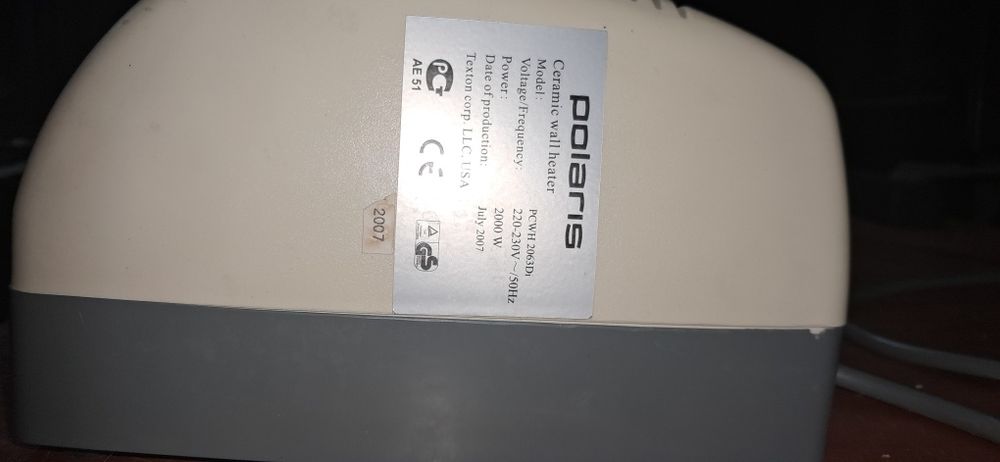 polaris
Ceramic wall heater
Model: PCWH 2063Di
Voltage/Frequency: 220-230V~/50Hz
Power: 2000 W
Date of production: July 2007
Texton corp. LLC, USA
РСТ
AE 51
CE
GS
2007